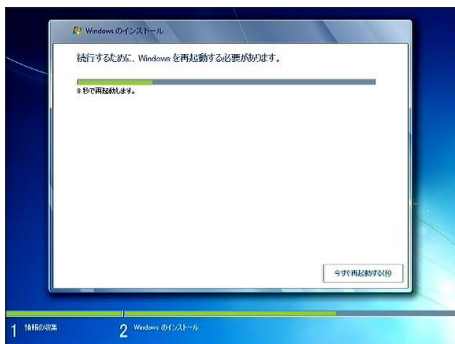 Windows のインストール
続行するために、Windows を再起動する必要があります。
8 秒で再起動します。
今すぐ再起動する(R)
1 情報の収集
2 Windows のインストール